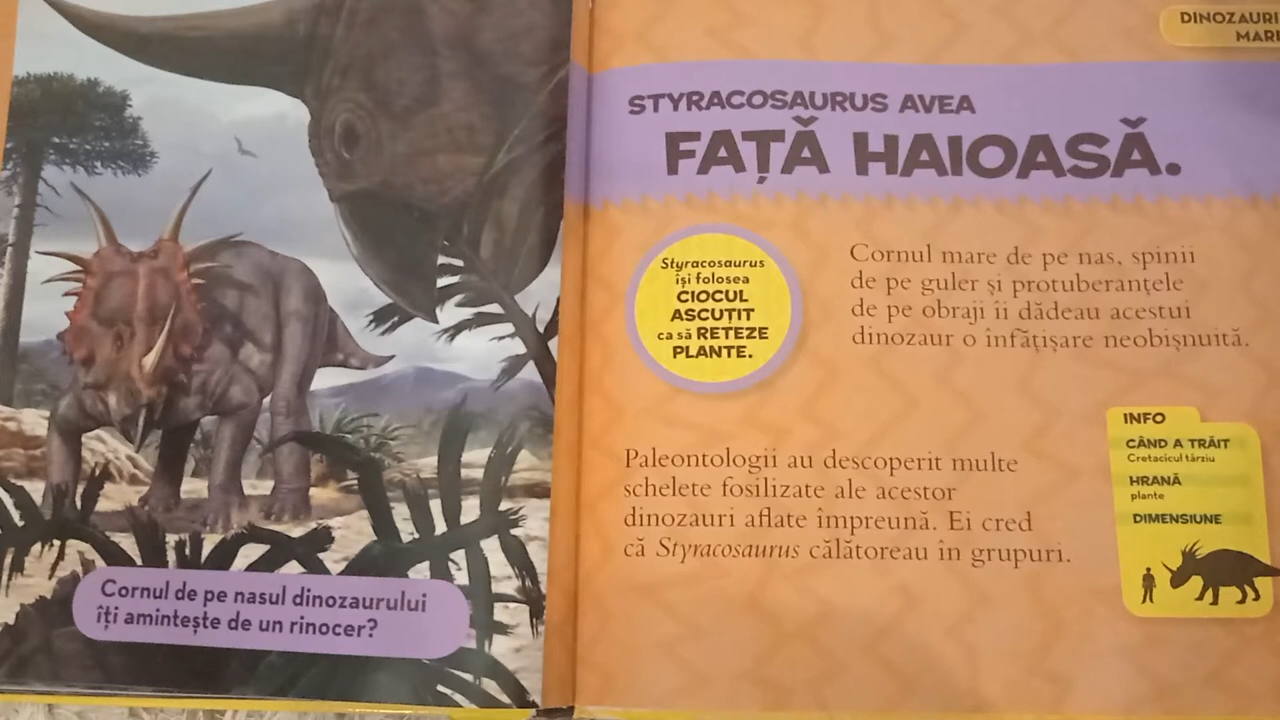 Cornul de pe nasul dinozaurului
îți amintește de un rinocer?
DINOZAURI
MARI
STYRACOSAURUS AVEA
FAȚĂ HAIOASĂ.
Styracosaurus
își folosea
CIOCUL
ASCUȚIT
ca să RETEZE
PLANTE.
Cornul mare de pe nas, spinii
de pe guler și protuberanțele
de pe obraji îi dădeau acestui
dinozaur o înfățișare neobișnuită.
Paleontologii au descoperit multe
schelete fosilizate ale acestor
dinozauri aflate împreună. Ei cred
că Styracosaurus călătoreau în grupuri.
INFO
CÂND A TRĂIT
Cretacicul târziu
HRANĂ
plante
DIMENSIUNE